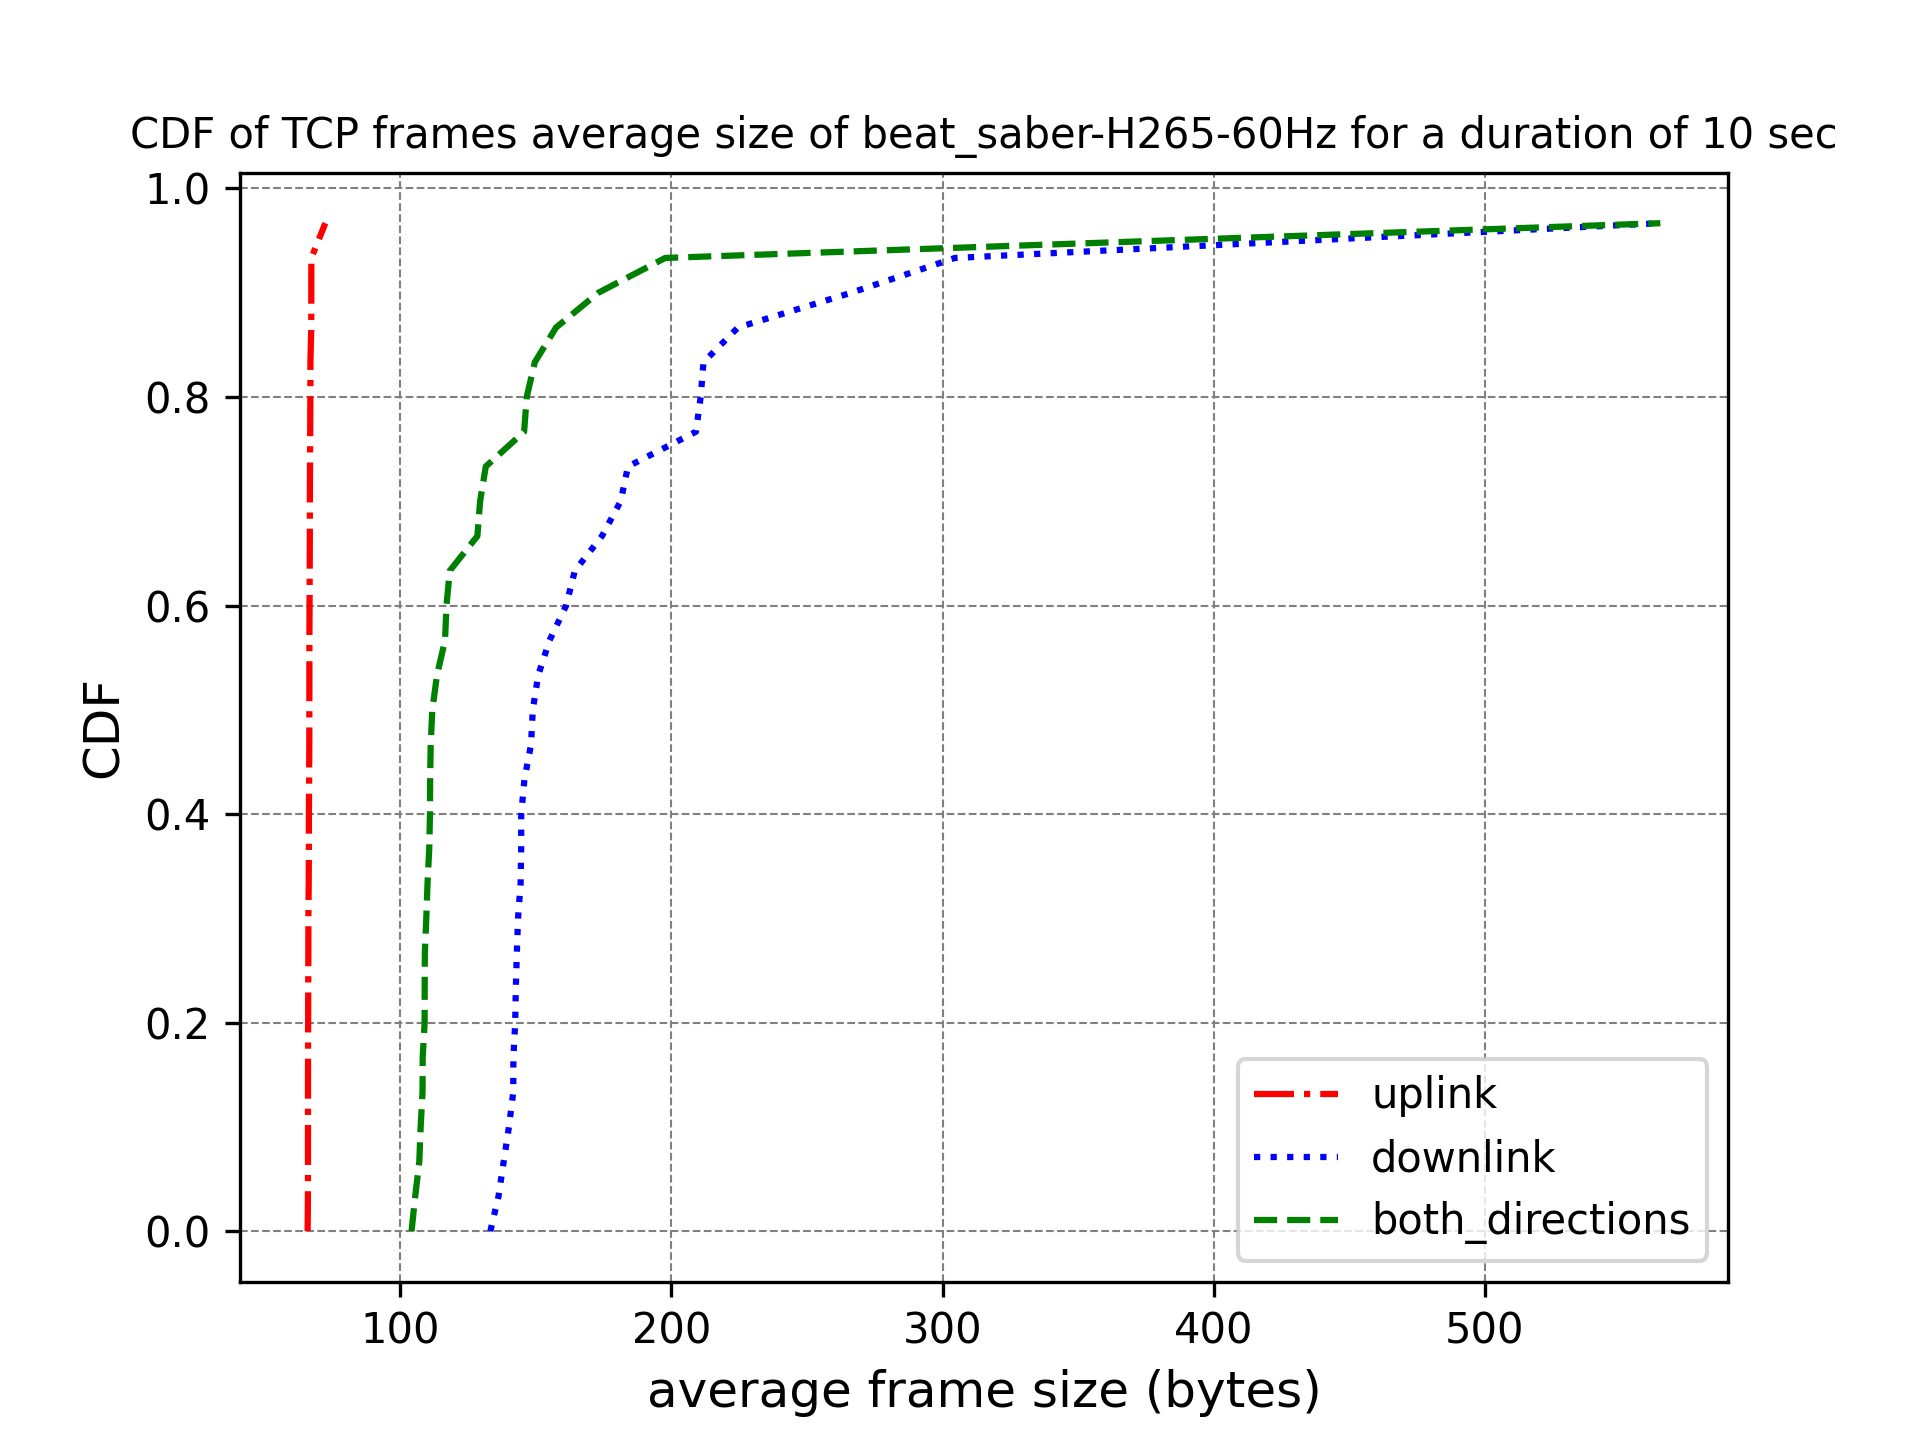 CDF of TCP frames average size of beat_saber-H265-60Hz for a duration of 10 sec
1.0
0.8
0.6
0.4
0.2
0.0
CDF
uplink
downlink
both_directions
100 200 300 400 500
average frame size (bytes)